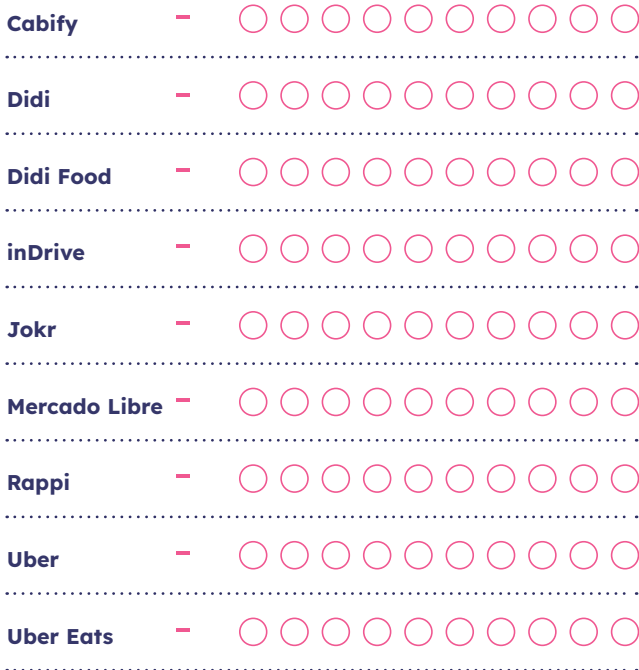 Cabify -
Didi -
Didi Food -
inDrive -
Jokr -
Mercado Libre -
Rappi -
Uber -
Uber Eats -